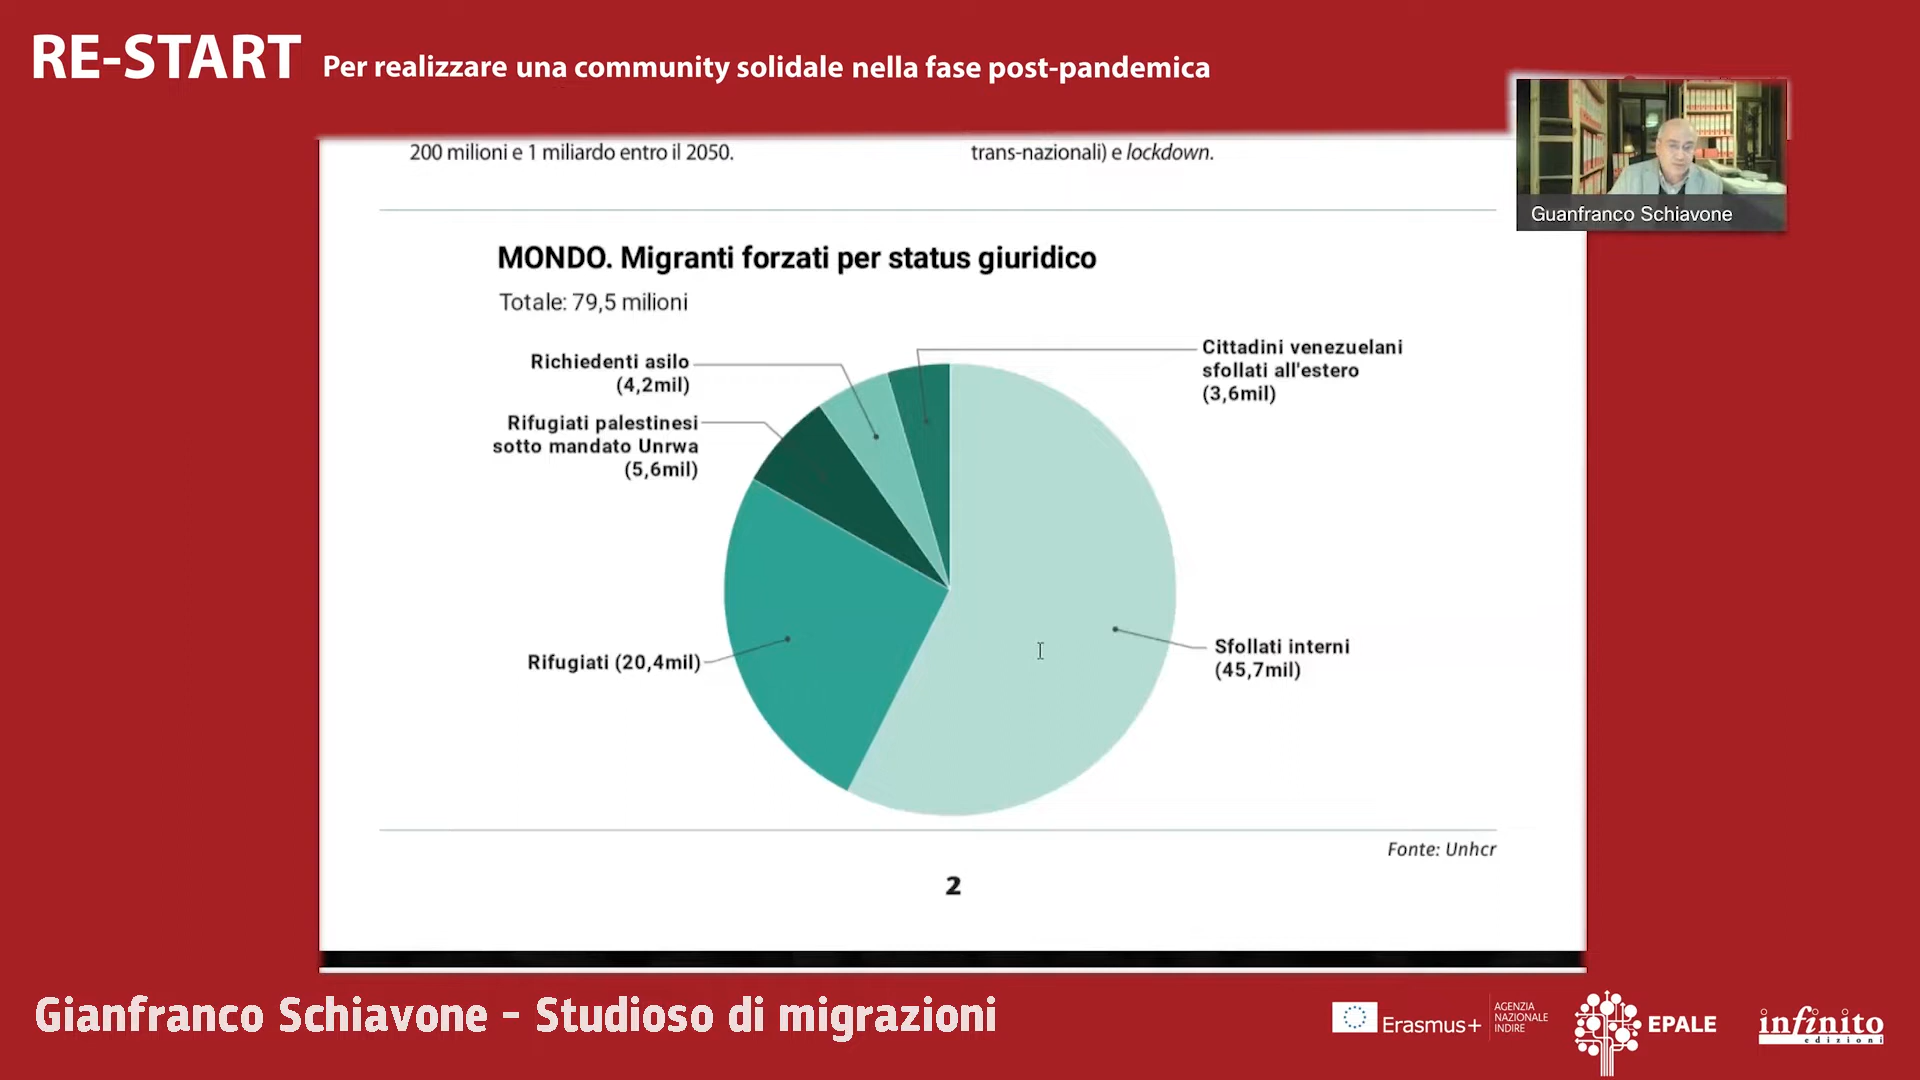 RE-START Per realizzare una community solidale nella fase post-pandemica
200 milioni e 1 miliardo entro il 2050.
trans-nazionali) e lockdown.
Guanfranco Schiavone
MONDO. Migranti forzati per status giuridico
Totale: 79,5 milioni
Richiedenti asilo
(4,2mil)
Cittadini venezuelani
sfollati all'estero
(3,6mil)
Rifugiati palestinesi
sotto mandato Unrwa
(5,6mil)
Rifugiati (20,4mil)
Sfollati interni
(45,7mil)
Fonte: Unhcr
2
Gianfranco Schiavone - Studioso di migrazioni
Erasmus+
AGENZIA
NAZIONALE
INDIRE
EPALE
infinito
edizioni